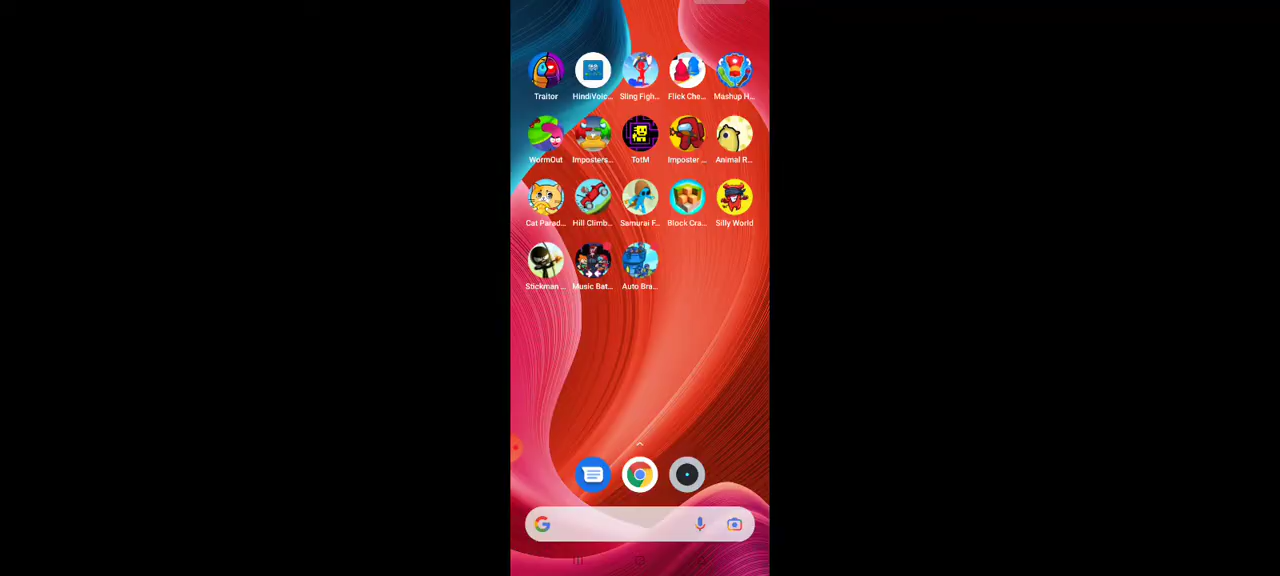 Traitor HindiVoic... Sling Figh... Flick Che... Mashup H...
WormOut Imposters... TotM Imposter ... Animal R...
Cat Parad... Hill Climb... Samurai F... Block Cra... Silly World
Stickman ... Music Bat... Auto Bra...